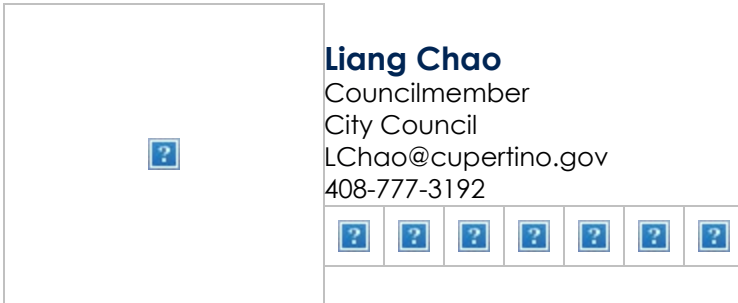 Liang Chao
Councilmember
City Council
LChao@cupertino.gov
408-777-3192